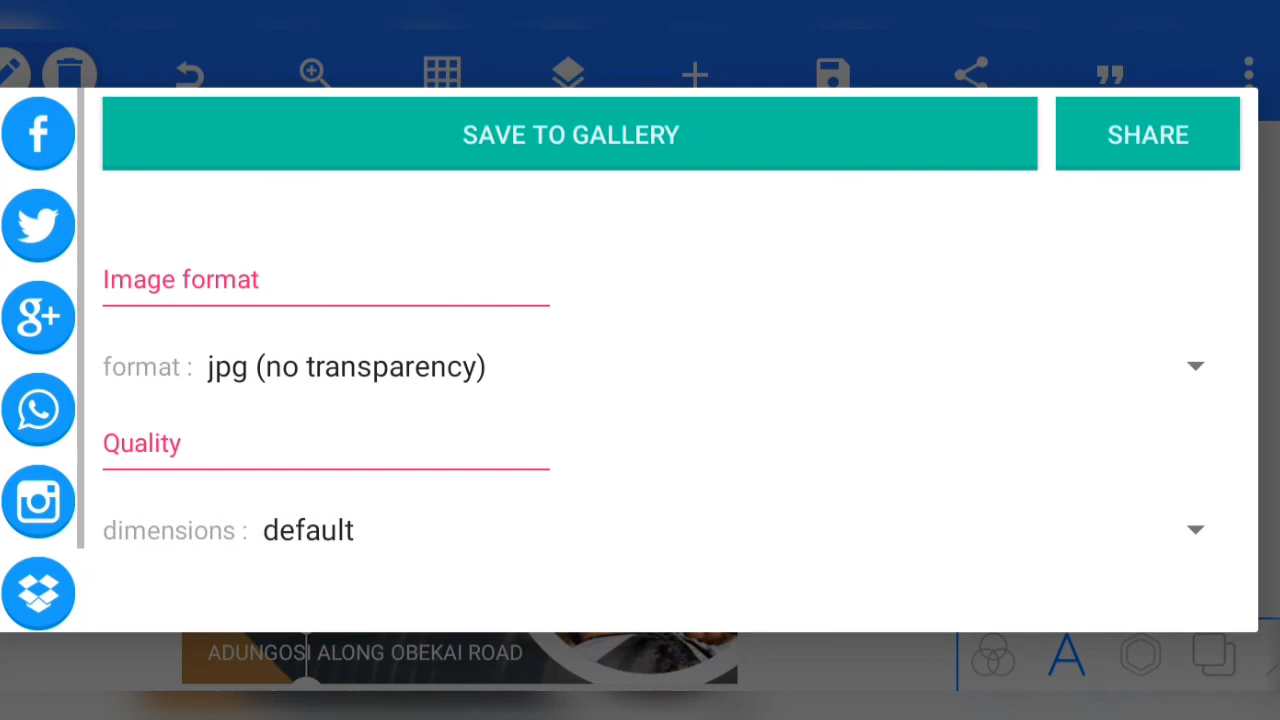 SAVE TO GALLERY
SHARE
Image format
format : jpg (no transparency)
Quality
dimensions : default
ADUNGOSI ALONG OBEKAI ROAD